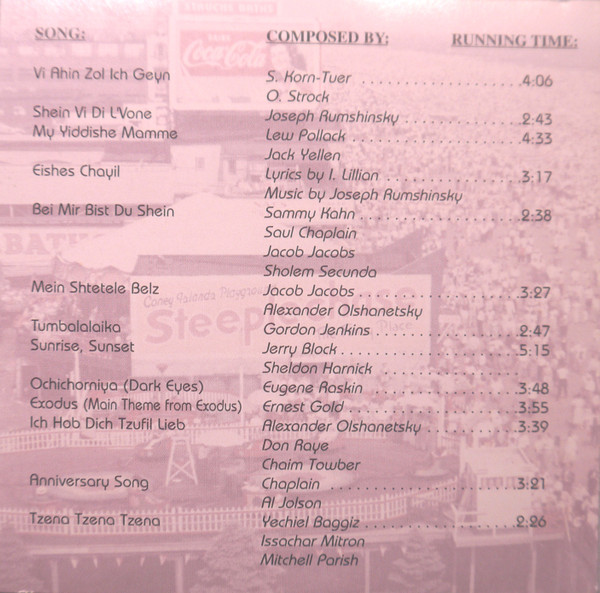 SONG: COMPOSED BY: RUNNING TIME:
Coca-Cola
Vi Ahin Zol Ich Geyn S. Korn-Tuer 4:06
O. Strock
Shein Vi Di L'Vone Joseph Rumshinsky 2:43
My Yiddishe Mamme Lew Pollack 4:33
Jack Yellen
Eishes Chayil Lyrics by I. Lillian 3:17
Music by Joseph Rumshinsky
Bei Mir Bist Du Shein Sammy Kahn 2:38
Saul Chaplain
BATH
Jacob Jacobs
Sholem Secunda
Mein Shtetele Belz Jacob Jacobs 3:27
Coney Island's
Alexander Olshanetsky
Steep
Place
Tumbalalaika Gordon Jenkins 2:47
Sunrise, Sunset Jerry Block 5:15
Sheldon Harnick
Ochichorniya (Dark Eyes) Eugene Raskin 3:48
Exodus (Main Theme from Exodus) Ernest Gold 3:55
Ich Hob Dich Tzufil Lieb Alexander Olshanetsky 3:39
Don Raye
Chaim Towber
Anniversary Song Chaplain 3:21
Al Jolson
Tzena Tzena Tzena Yechiel Baggiz 2:26
Issachar Mitron
Mitchell Parish